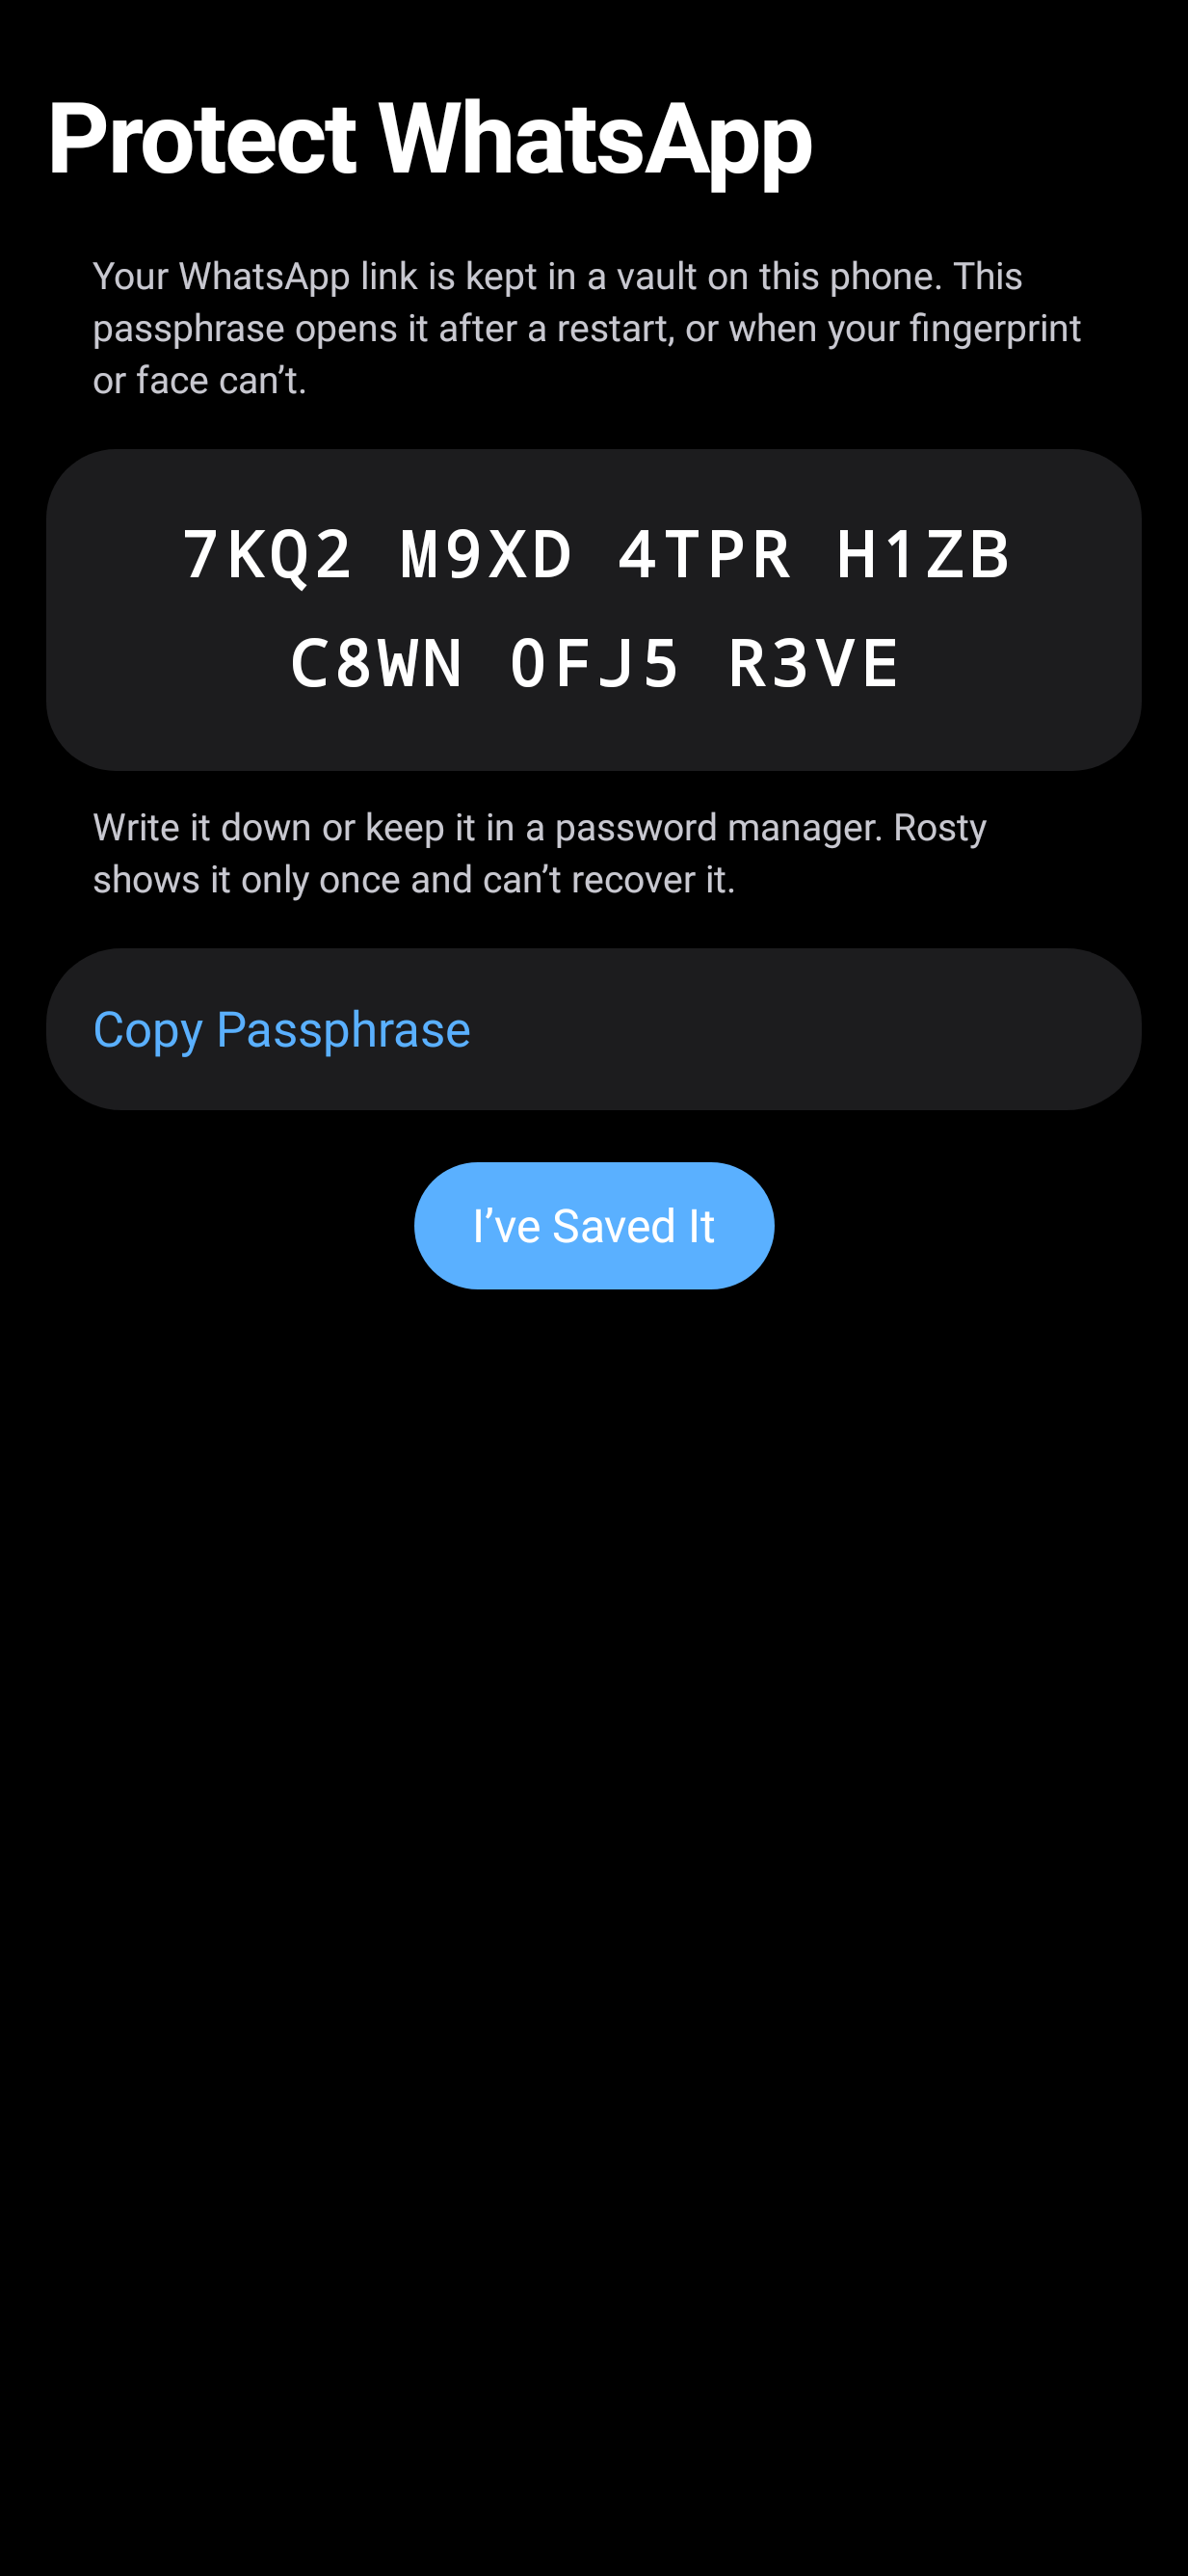 Protect WhatsApp
Your WhatsApp link is kept in a vault on this phone. This
passphrase opens it after a restart, or when your fingerprint
or face can’t.
7KQ2 M9XD 4TPR H1ZB
C8WN 0FJ5 R3VE
Write it down or keep it in a password manager. Rosty
shows it only once and can’t recover it.
Copy Passphrase
I’ve Saved It